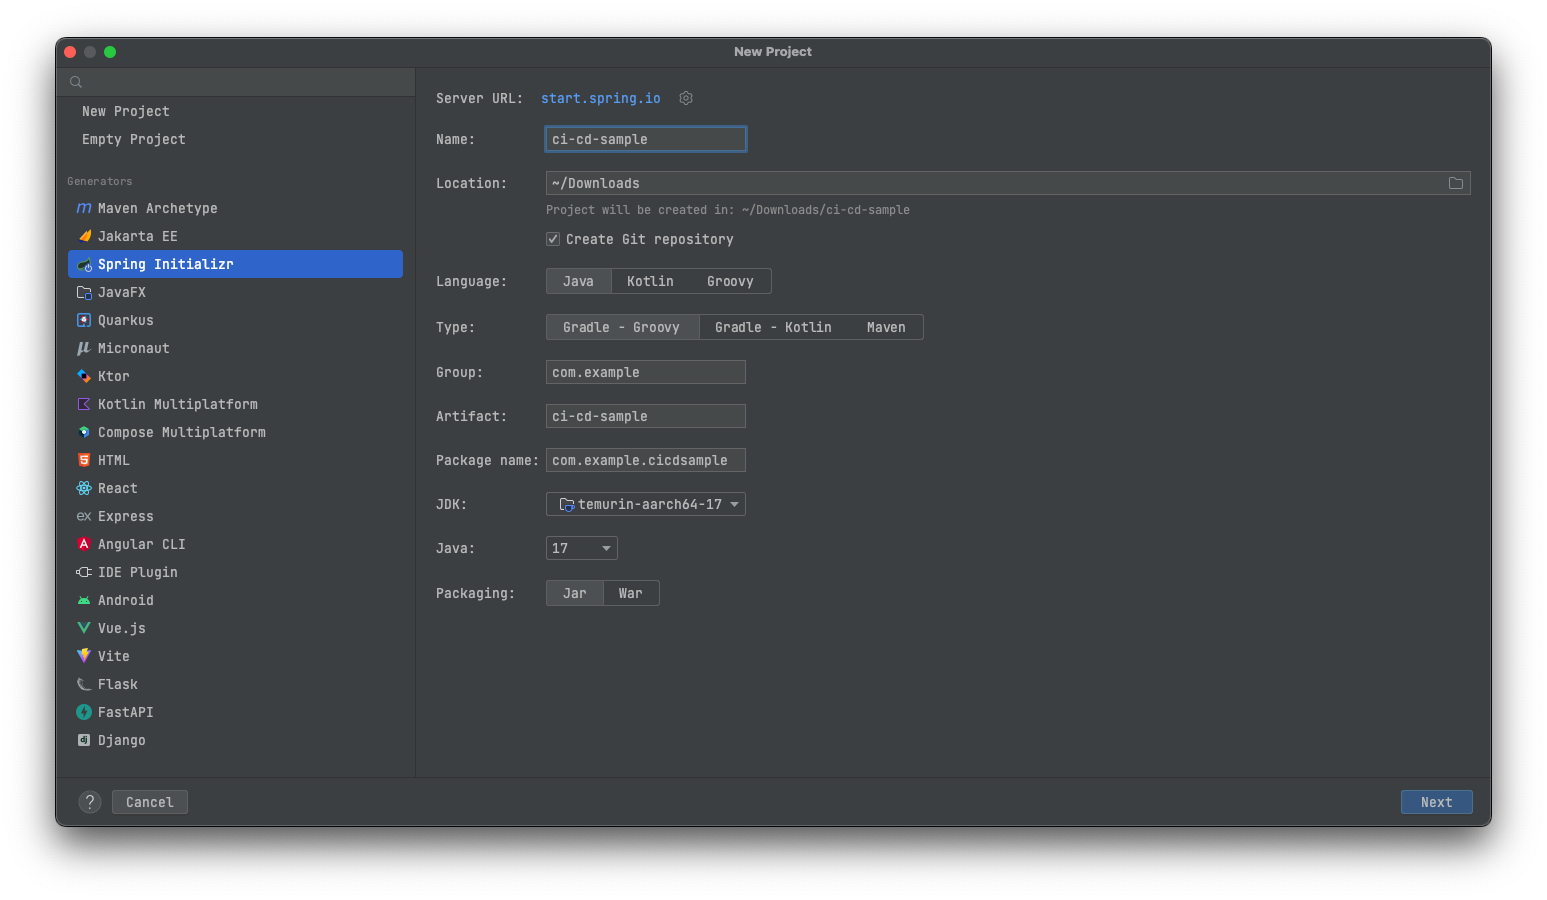 New Project
New Project
Empty Project
Generators
Maven Archetype
Jakarta EE
Spring Initializr
JavaFX
Quarkus
Micronaut
Ktor
Kotlin Multiplatform
Compose Multiplatform
HTML
React
ex Express
Angular CLI
IDE Plugin
Android
Vue.js
Vite
Flask
FastAPI
dj Django
Server URL: start.spring.io
Name: ci-cd-sample
Location: ~/Downloads
Project will be created in: ~/Downloads/ci-cd-sample
Create Git repository
Language: Java Kotlin Groovy
Type: Gradle - Groovy Gradle - Kotlin Maven
Group: com.example
Artifact: ci-cd-sample
Package name: com.example.cicdsample
JDK: temurin-aarch64-17
Java: 17
Packaging: Jar War
? Cancel Next